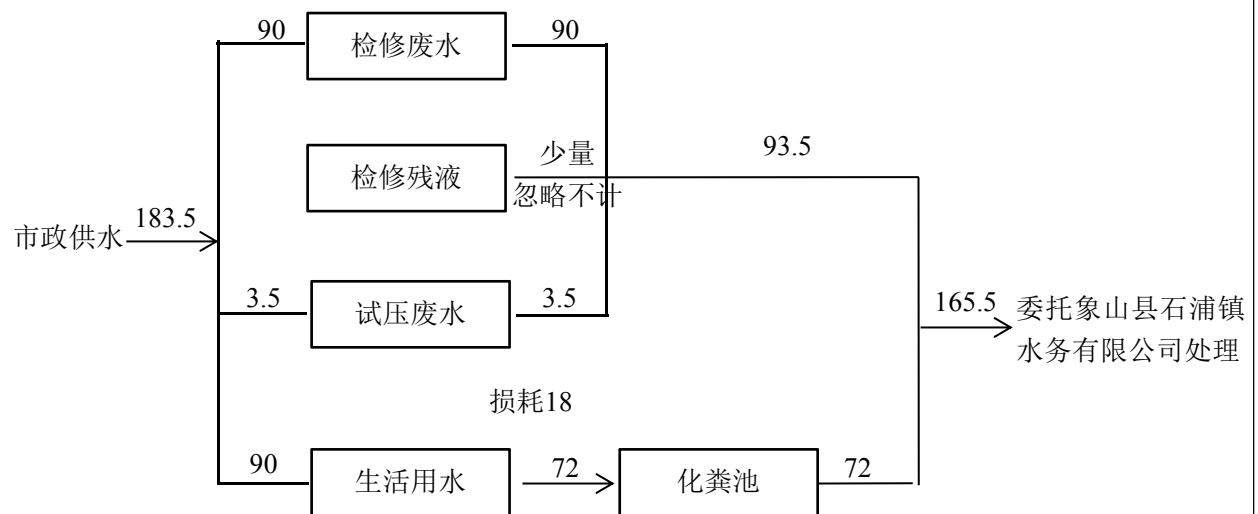 90
检修废水
90
检修残液
少量
忽略不计
93.5
市政供水
183.5
3.5
试压废水
3.5
165.5
委托象山县石浦镇
水务有限公司处理
损耗18
90
生活用水
72
化粪池
72